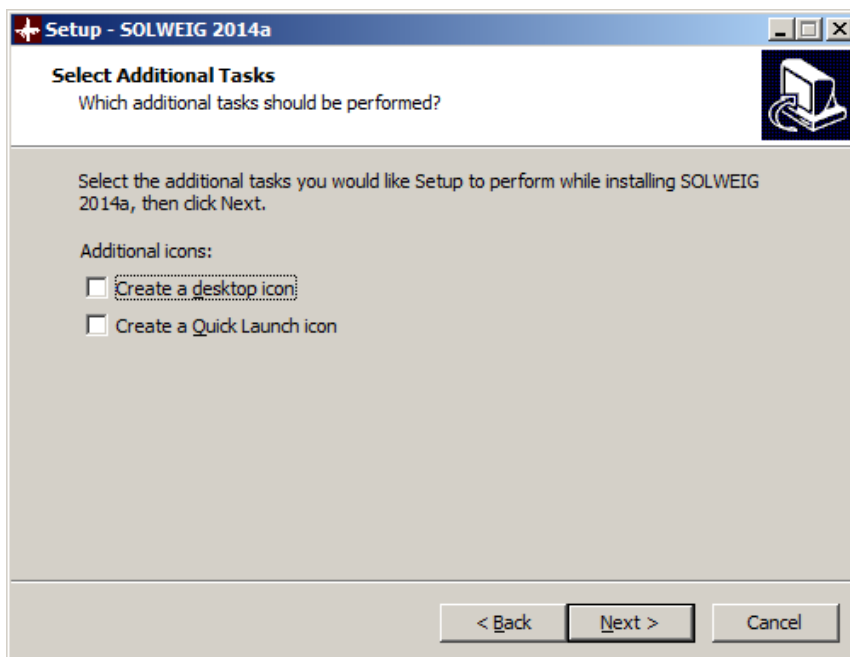 Setup - SOLWEIG 2014a
Select Additional Tasks
Which additional tasks should be performed?
Select the additional tasks you would like Setup to perform while installing SOLWEIG
2014a, then click Next.
Additional icons:
Create a desktop icon
Create a Quick Launch icon
< Back
Next >
Cancel